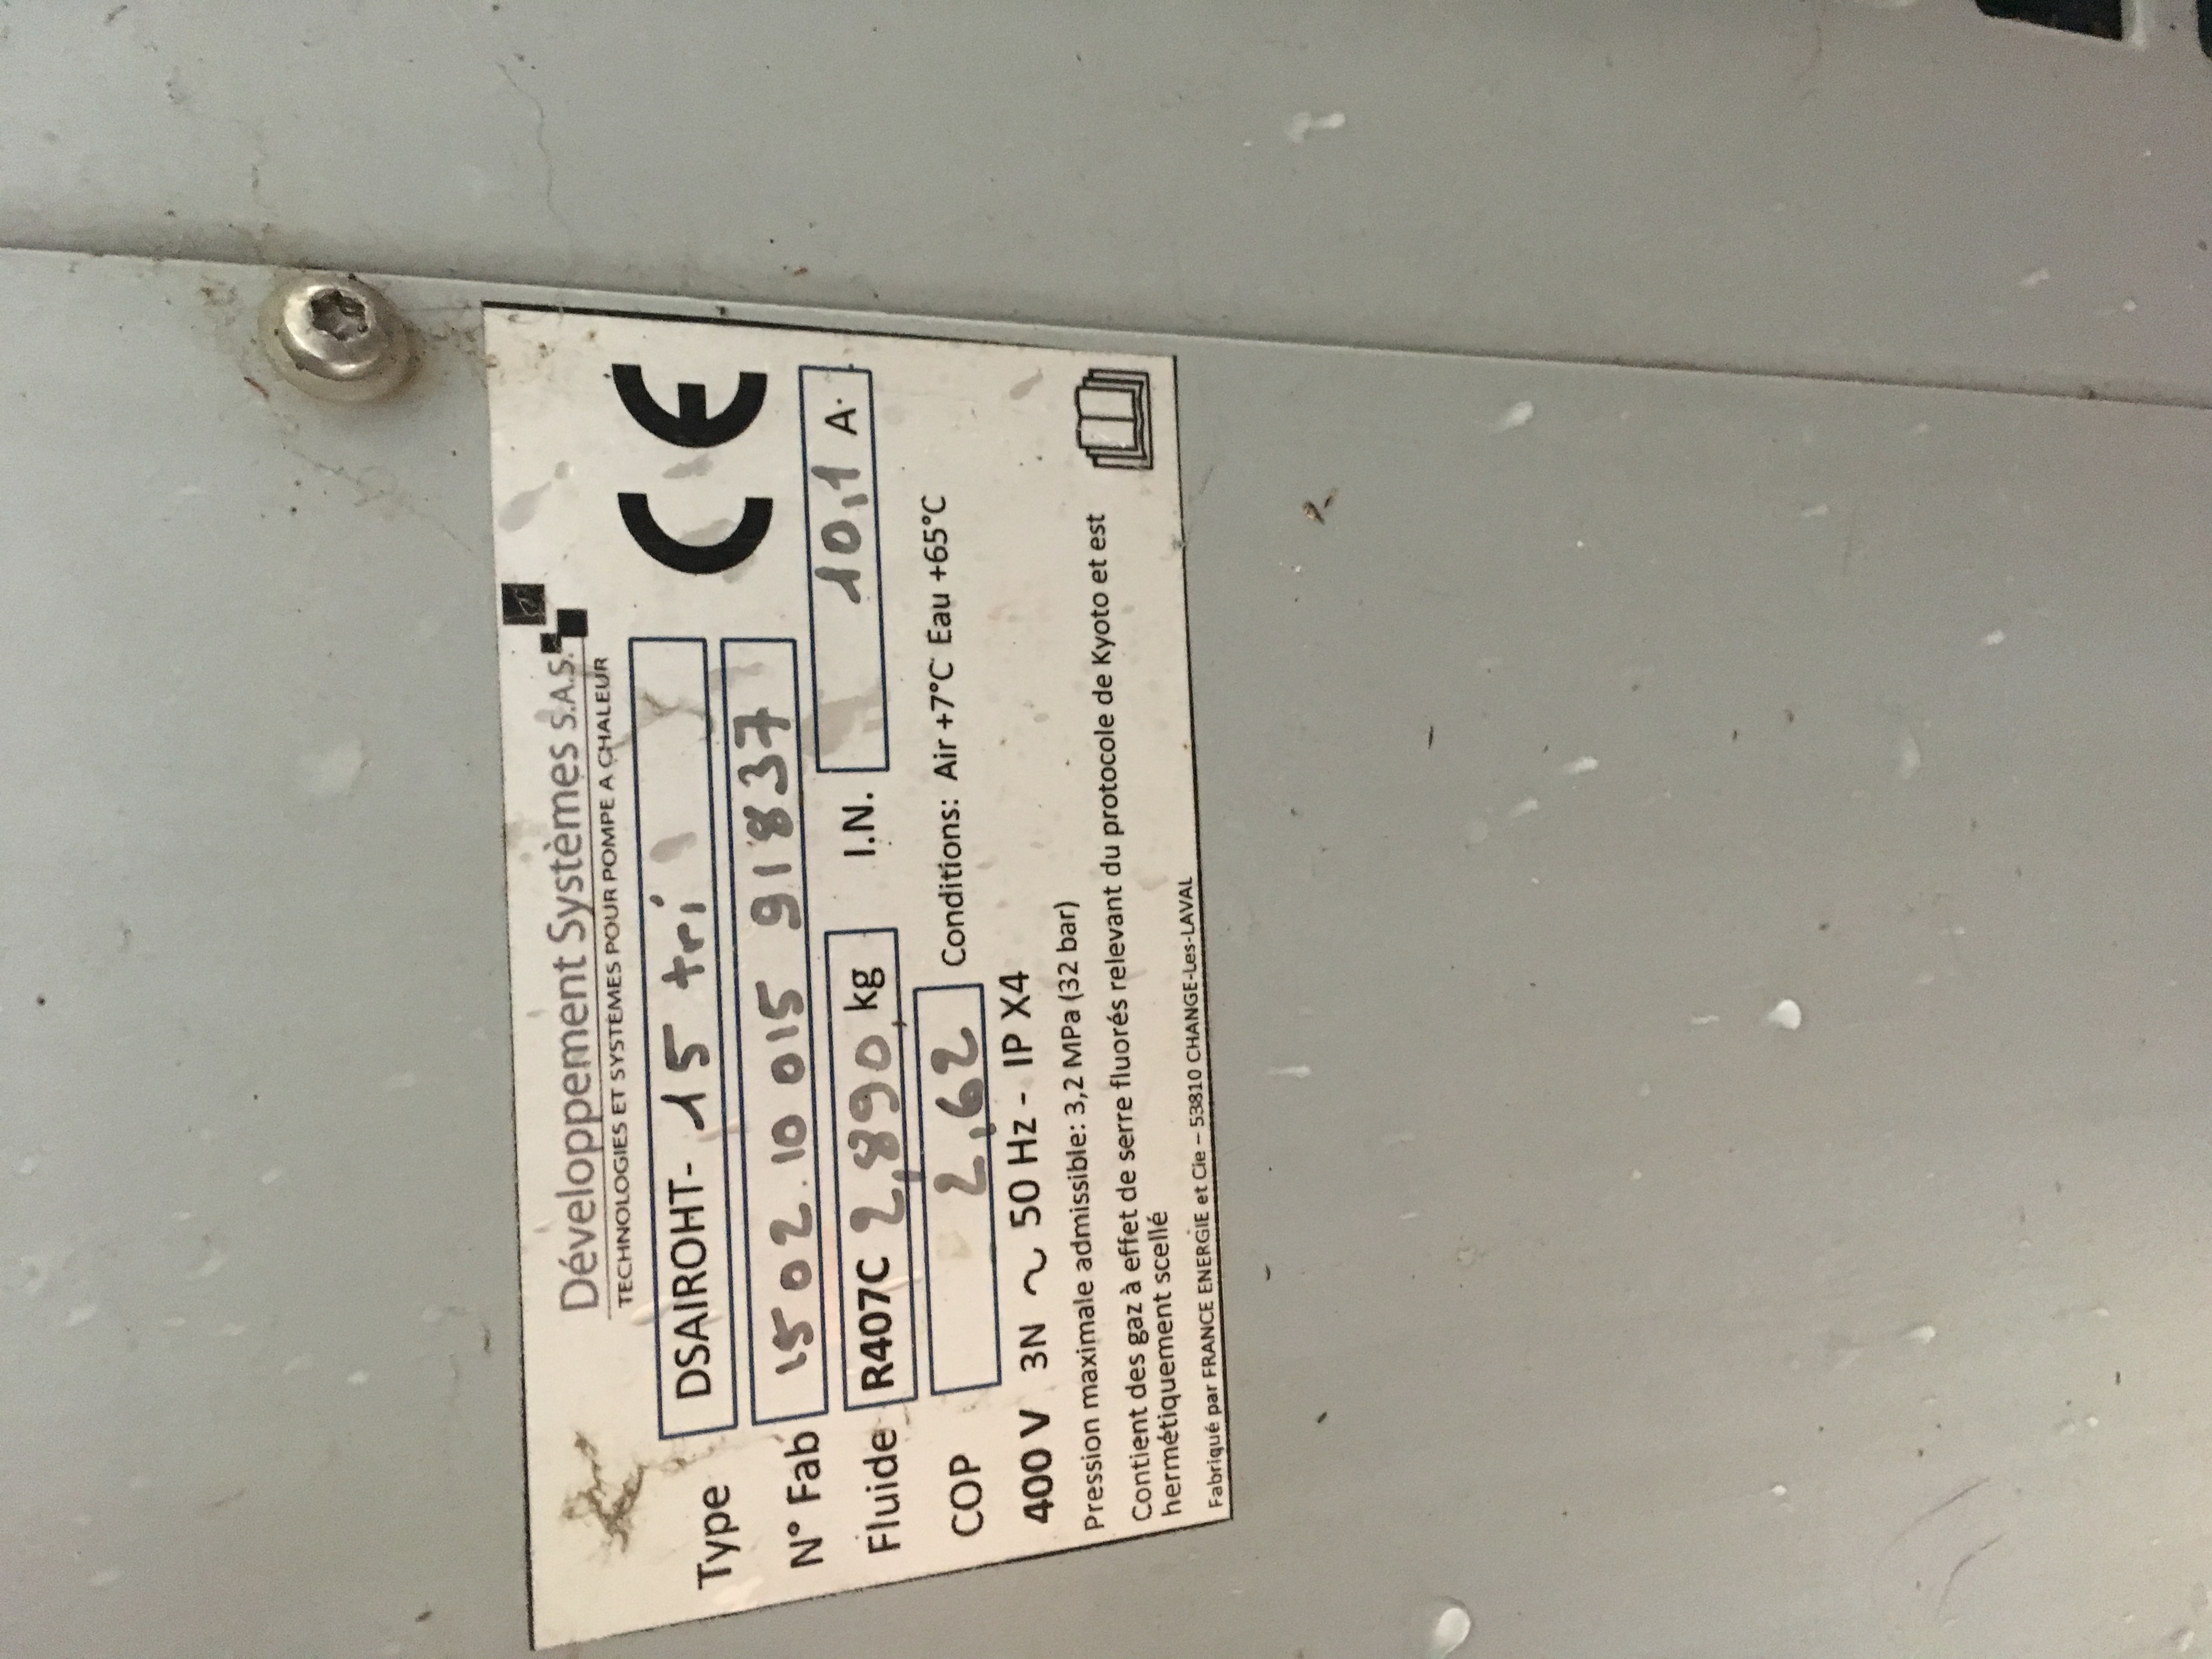 Développement Systèmes S.A.S.
TECHNOLOGIES ET SYSTEMES POUR POMPE A CHALEUR
Type DSAIROHT- 15 tri
CE
N° Fab 1502.10 015 91837
Fluide R407C 2,890 kg I.N. 10,1 A.
COP 2,62 Conditions: Air +7°C Eau +65°C
400 V 3N ~ 50 Hz - IP X4
Pression maximale admissible: 3,2 MPa (32 bar)
Contient des gaz à effet de serre fluorés relevant du protocole de Kyoto et est
hermétiquement scellé
Fabriqué par FRANCE ENERGIE et Cie – 53810 CHANGE-Les-LAVAL